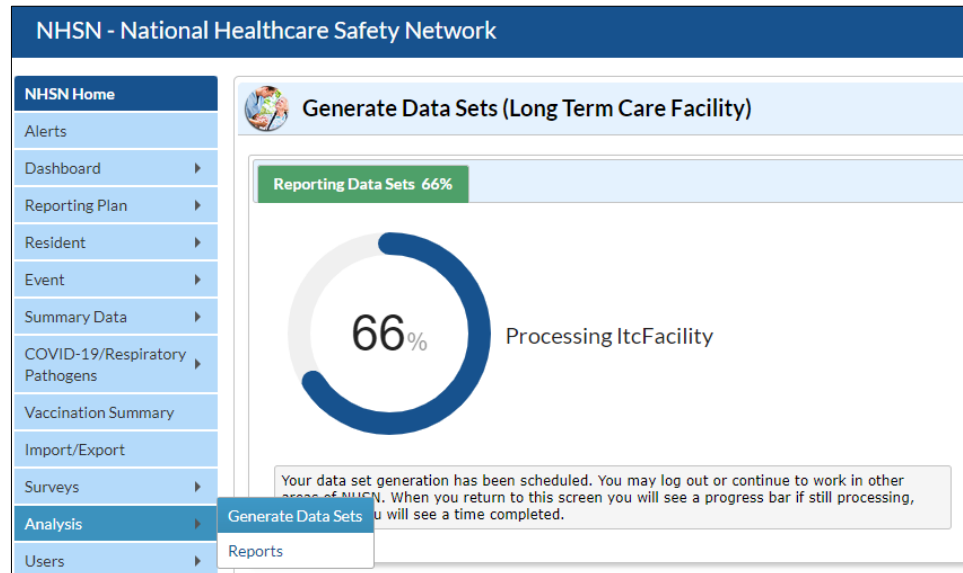 NHSN - National Healthcare Safety Network
NHSN Home
Alerts
Dashboard
Reporting Plan
Resident
Event
Summary Data
COVID-19/Respiratory
Pathogens
Vaccination Summary
Import/Export
Surveys
Analysis
Users
Generate Data Sets
Reports
Generate Data Sets (Long Term Care Facility)
Reporting Data Sets 66%
66%
Processing ltcFacility
Your data set generation has been scheduled. You may log out or continue to work in other
areas of NHSN. When you return to this screen you will see a progress bar if still processing,
u will see a time completed.